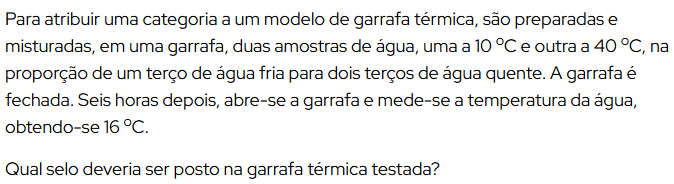 Para atribuir uma categoria a um modelo de garrafa térmica, são preparadas e
misturadas, em uma garrafa, duas amostras de água, uma a 10 ºC e outra a 40 ºC, na
proporção de um terço de água fria para dois terços de água quente. A garrafa é
fechada. Seis horas depois, abre-se a garrafa e mede-se a temperatura da água,
obtendo-se 16 ºC.
Qual selo deveria ser posto na garrafa térmica testada?